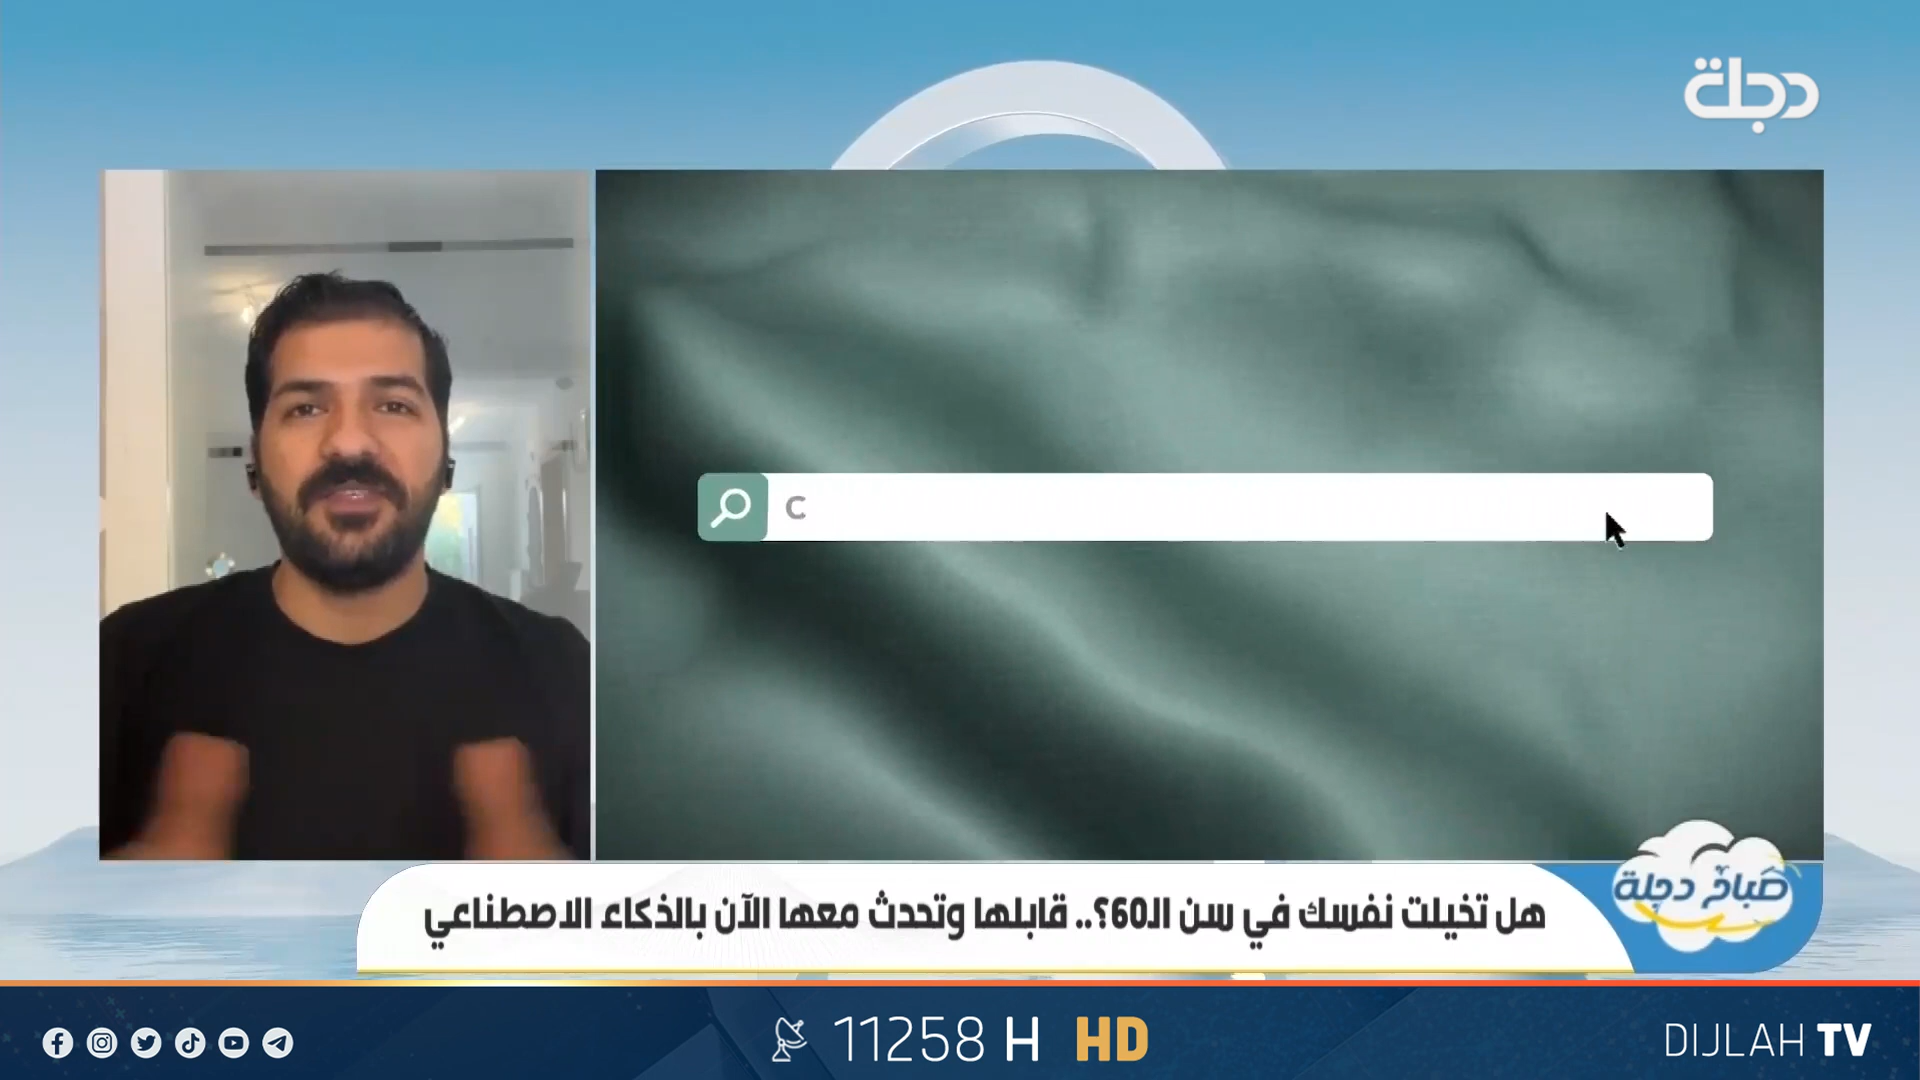 دجلة
C
صباح دجلة
هل تخيلت نفسك في سن الـ60؟.. قابلها وتحدث معها الآن بالذكاء الاصطناعي
11258 H HD
DIJLAH TV